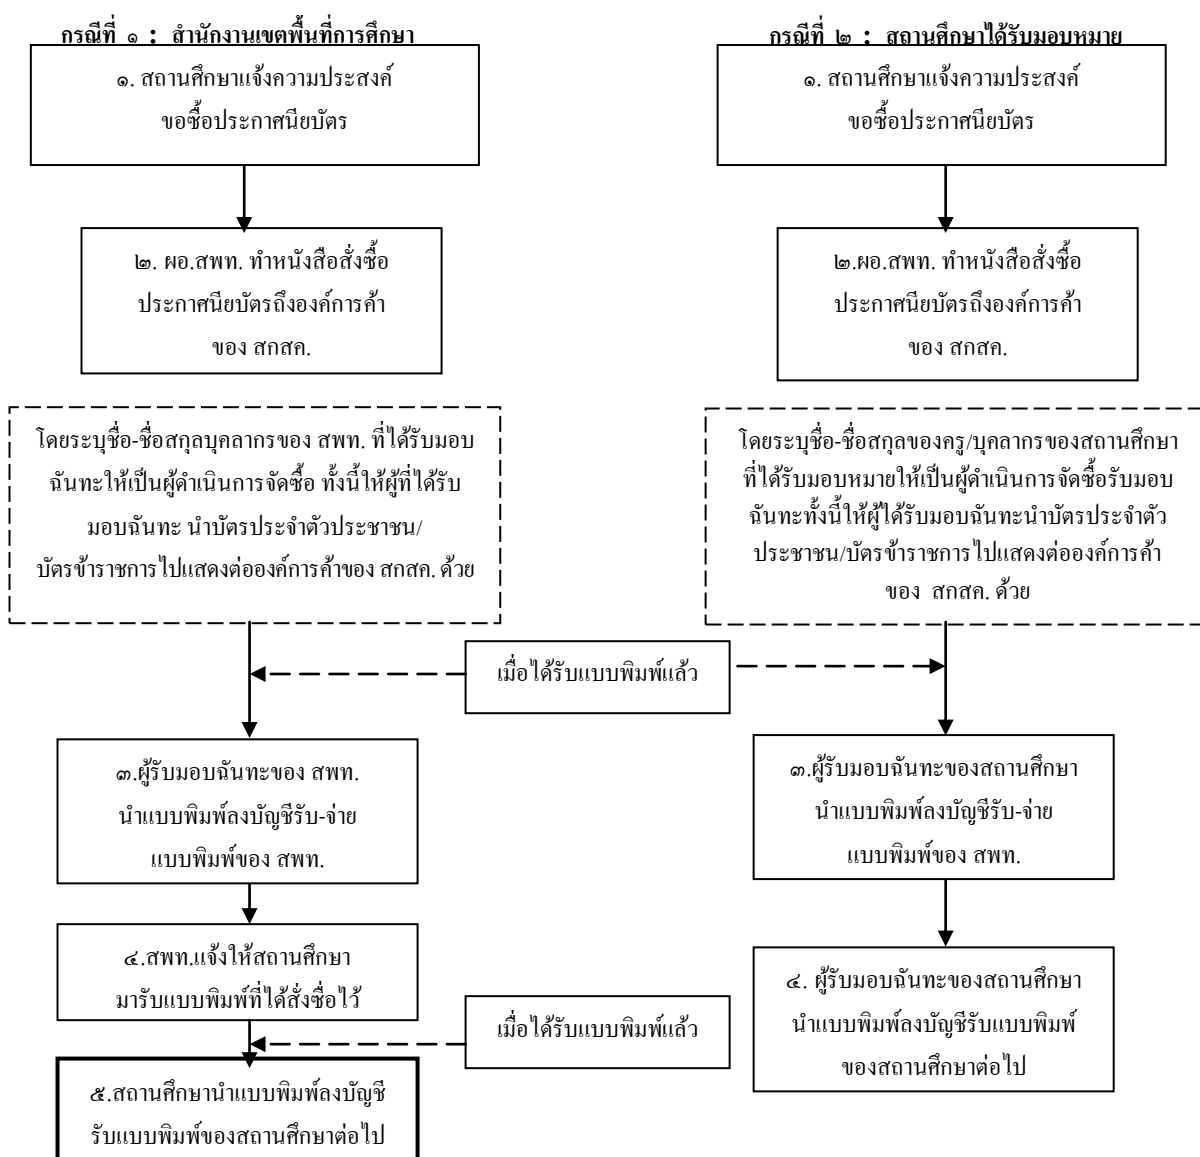 กรณีที่ ๑ : สำนักงานเขตพื้นที่การศึกษา
๑. สถานศึกษาแจ้งความประสงค์
ขอซื้อประกาศนียบัตร
๒. ผอ.สพท. ทำหนังสือสั่งซื้อ
ประกาศนียบัตรถึงองค์การค้า
ของ สกสค.
โดยระบุชื่อ-ชื่อสกุลบุคลากรของ สพท. ที่ได้รับมอบ
ฉันทะให้เป็นผู้ดำเนินการจัดซื้อ ทั้งนี้ให้ผู้ที่ได้รับ
มอบฉันทะ นำบัตรประจำตัวประชาชน/
บัตรข้าราชการไปแสดงต่อองค์การค้าของ สกสค. ด้วย
เมื่อได้รับแบบพิมพ์แล้ว
๓.ผู้รับมอบฉันทะของ สพท.
นำแบบพิมพ์ลงบัญชีรับ-จ่าย
แบบพิมพ์ของ สพท.
๔.สพท.แจ้งให้สถานศึกษา
มารับแบบพิมพ์ที่ได้สั่งซื่อไว้
เมื่อได้รับแบบพิมพ์แล้ว
๕.สถานศึกษานำแบบพิมพ์ลงบัญชี
รับแบบพิมพ์ของสถานศึกษาต่อไป
กรณีที่ ๒ : สถานศึกษาได้รับมอบหมาย
๑. สถานศึกษาแจ้งความประสงค์
ขอซื้อประกาศนียบัตร
๒.ผอ.สพท. ทำหนังสือสั่งซื้อ
ประกาศนียบัตรถึงองค์การค้า
ของ สกสค.
โดยระบุชื่อ-ชื่อสกุลของครู/บุคลากรของสถานศึกษา
ที่ได้รับมอบหมายให้เป็นผู้ดำเนินการจัดซื้อรับมอบ
ฉันทะทั้งนี้ให้ผู้ได้รับมอบฉันทะนำบัตรประจำตัว
ประชาชน/บัตรข้าราชการไปแสดงต่อองค์การค้า
ของ สกสค. ด้วย
๓.ผู้รับมอบฉันทะของสถานศึกษา
นำแบบพิมพ์ลงบัญชีรับ-จ่าย
แบบพิมพ์ของ สพท.
๔. ผู้รับมอบฉันทะของสถานศึกษา
นำแบบพิมพ์ลงบัญชีรับแบบพิมพ์
ของสถานศึกษาต่อไป